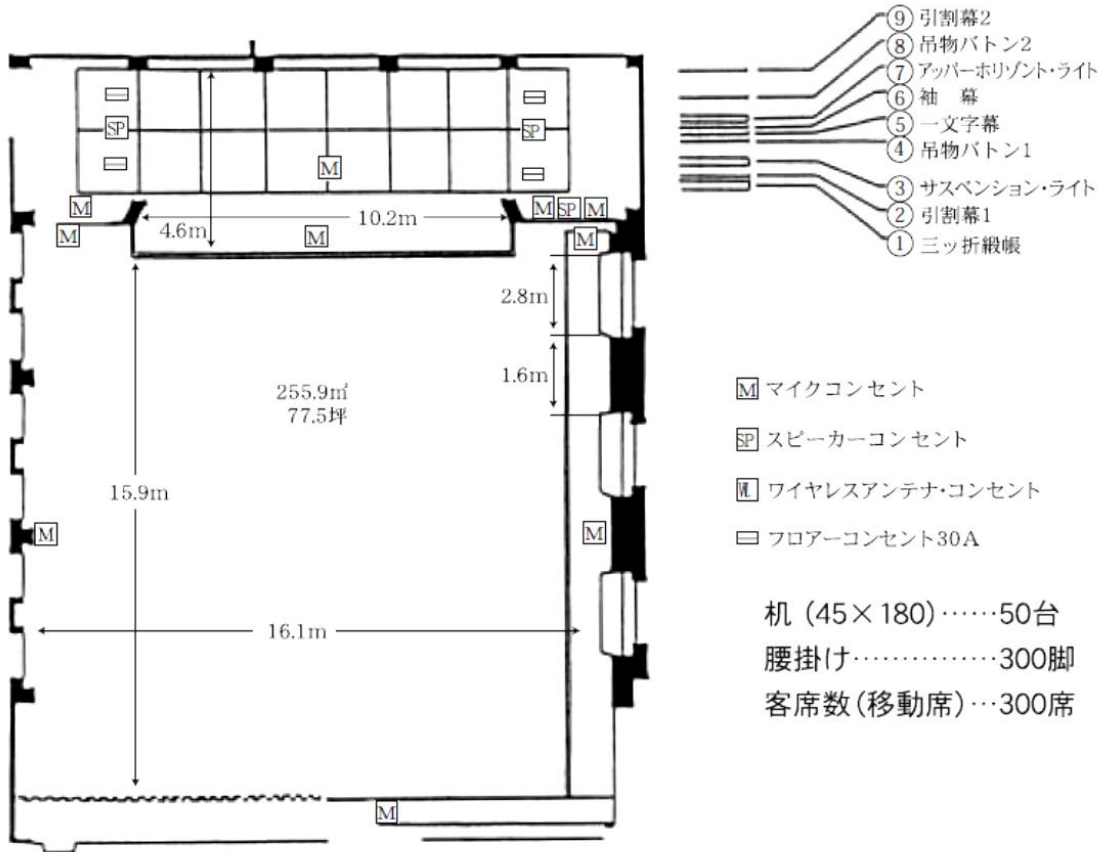 ⑨ 引割幕2
⑧ 吊物バトン2
⑦ アッパーホリゾント・ライト
⑥ 袖 幕
⑤ 一文字幕
④ 吊物バトン1
③ サスペンション・ライト
② 引割幕1
① 三ッ折緞帳
SP
SP
M
M
M
SP
M
10.2m
4.6m
M
M
M
2.8m
1.6m
255.9㎡
77.5坪
15.9m
M
M
16.1m
M
M マイクコンセント
SP スピーカーコンセント
WL ワイヤレスアンテナ・コンセント
フロアーコンセント30A
机 (45×180)……50台
腰掛け……………300脚
客席数(移動席)…300席